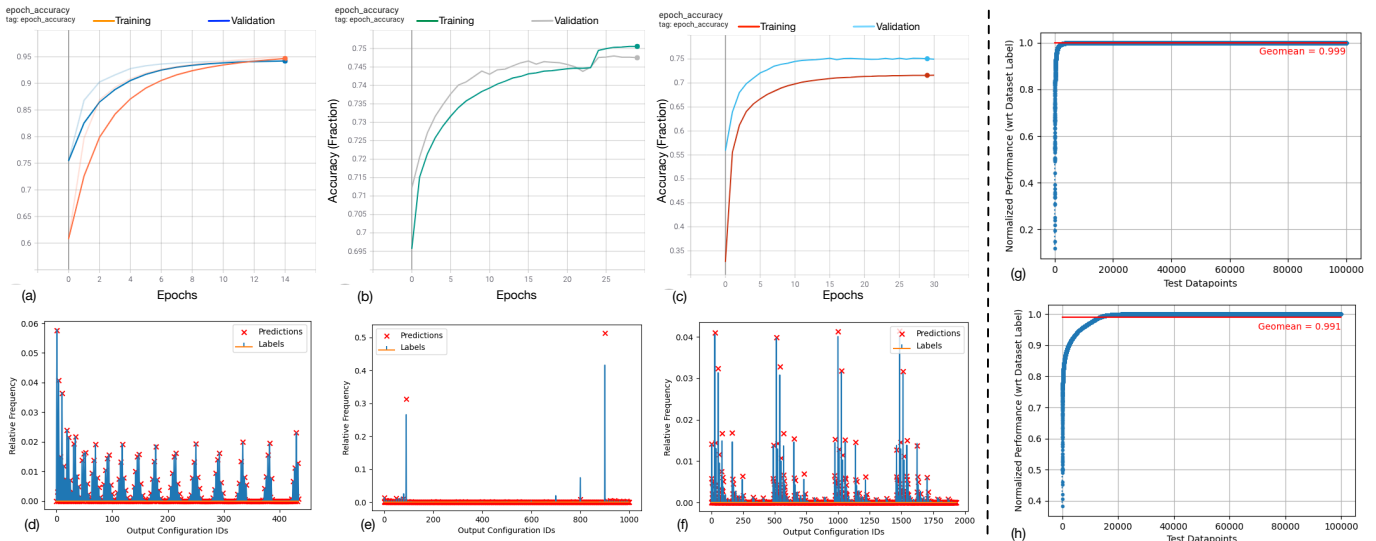 epoch_accuracy
tag: epoch_accuracy
Training
Validation
0.95
0.9
0.85
0.8
0.75
0.7
0.65
0.6
0
2
4
6
8
10
12
14
(a)
Epochs
epoch_accuracy
tag: epoch_accuracy
Training
Validation
Accuracy (Fraction)
0.75
0.745
0.74
0.735
0.73
0.725
0.72
0.715
0.71
0.705
0.7
0.695
0
5
10
15
20
25
(b)
Epochs
epoch_accuracy
tag: epoch_accuracy
Training
Validation
Accuracy (Fraction)
0.75
0.7
0.65
0.6
0.55
0.5
0.45
0.4
0.35
0
5
10
15
20
25
30
(c)
Epochs
Normalized Performance (wrt Dataset Label)
1.0
0.8
0.6
0.4
0.2
Geomean = 0.999
0
20000
40000
60000
80000
100000
(g)
Test Datapoints
Relative Frequency
0.06
0.05
0.04
0.03
0.02
0.01
0.00
Predictions
Labels
0
100
200
300
400
(d)
Output Configuration IDs
Relative Frequency
0.5
0.4
0.3
0.2
0.1
0.0
Predictions
Labels
0
200
400
600
800
1000
(e)
Output Configuration IDs
Relative Frequency
0.04
0.03
0.02
0.01
0.00
Predictions
Labels
0
250
500
750
1000
1250
1500
1750
2000
(f)
Output Configuration IDs
Normalized Performance (wrt Dataset Label)
1.0
0.9
0.8
0.7
0.6
0.5
0.4
Geomean = 0.991
0
20000
40000
60000
80000
100000
(h)
Test Datapoints